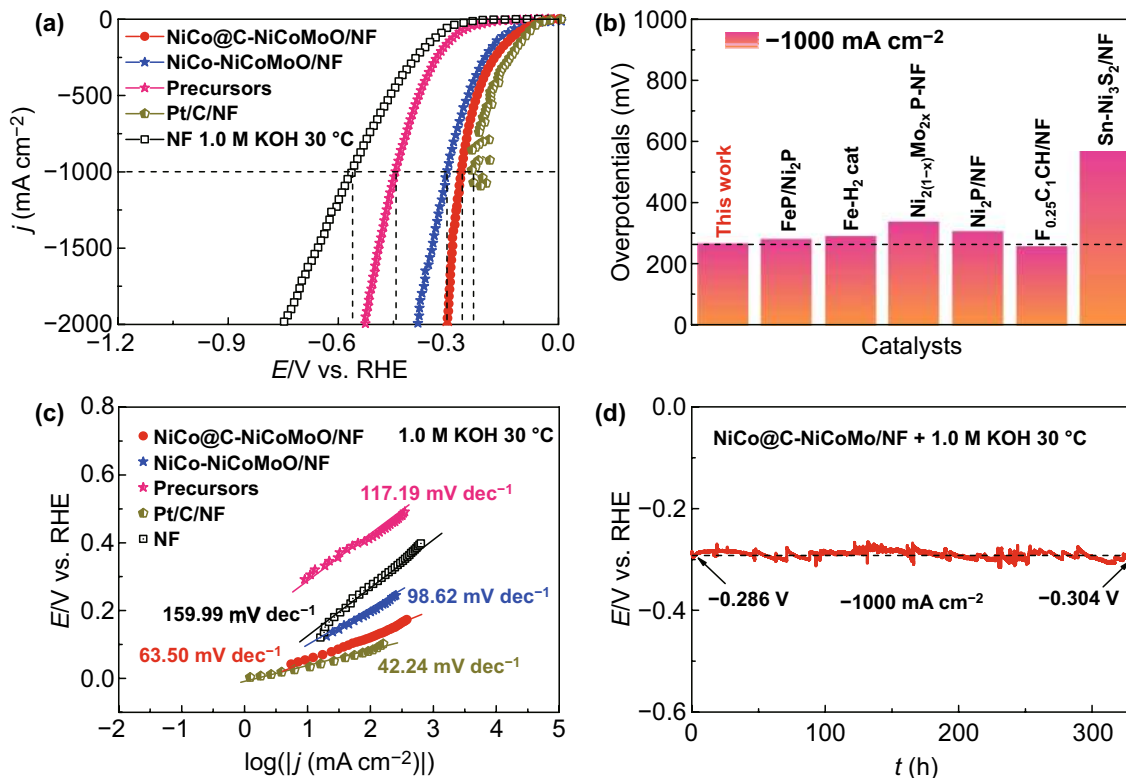 (a)
0
−500
−1000
−1500
−2000
j (mA cm−2)
NiCo@C-NiCoMoO/NF
NiCo-NiCoMoO/NF
Precursors
Pt/C/NF
NF 1.0 M KOH 30 °C
−1.2
−0.9
−0.6
−0.3
0.0
E/V vs. RHE
(b)
1000
800
600
400
200
0
Overpotentials (mV)
−1000 mA cm−2
This work
FeP/Ni2P
Fe-H2 cat
Ni2(1−x)Mo2x P-NF
Ni2P/NF
F0.25C1CH/NF
Sn-Ni3S2/NF
Catalysts
(c)
0.8
0.6
0.4
0.2
0.0
E/V vs. RHE
NiCo@C-NiCoMoO/NF
NiCo-NiCoMoO/NF
Precursors
Pt/C/NF
NF
1.0 M KOH 30 °C
117.19 mV dec−1
159.99 mV dec−1
98.62 mV dec−1
63.50 mV dec−1
42.24 mV dec−1
−2
−1
0
1
2
3
4
5
log(|j (mA cm−2)|)
(d)
0.0
−0.2
−0.4
−0.6
E/V vs. RHE
NiCo@C-NiCoMo/NF + 1.0 M KOH 30 °C
−0.286 V
−1000 mA cm−2
−0.304 V
0
100
200
300
t (h)